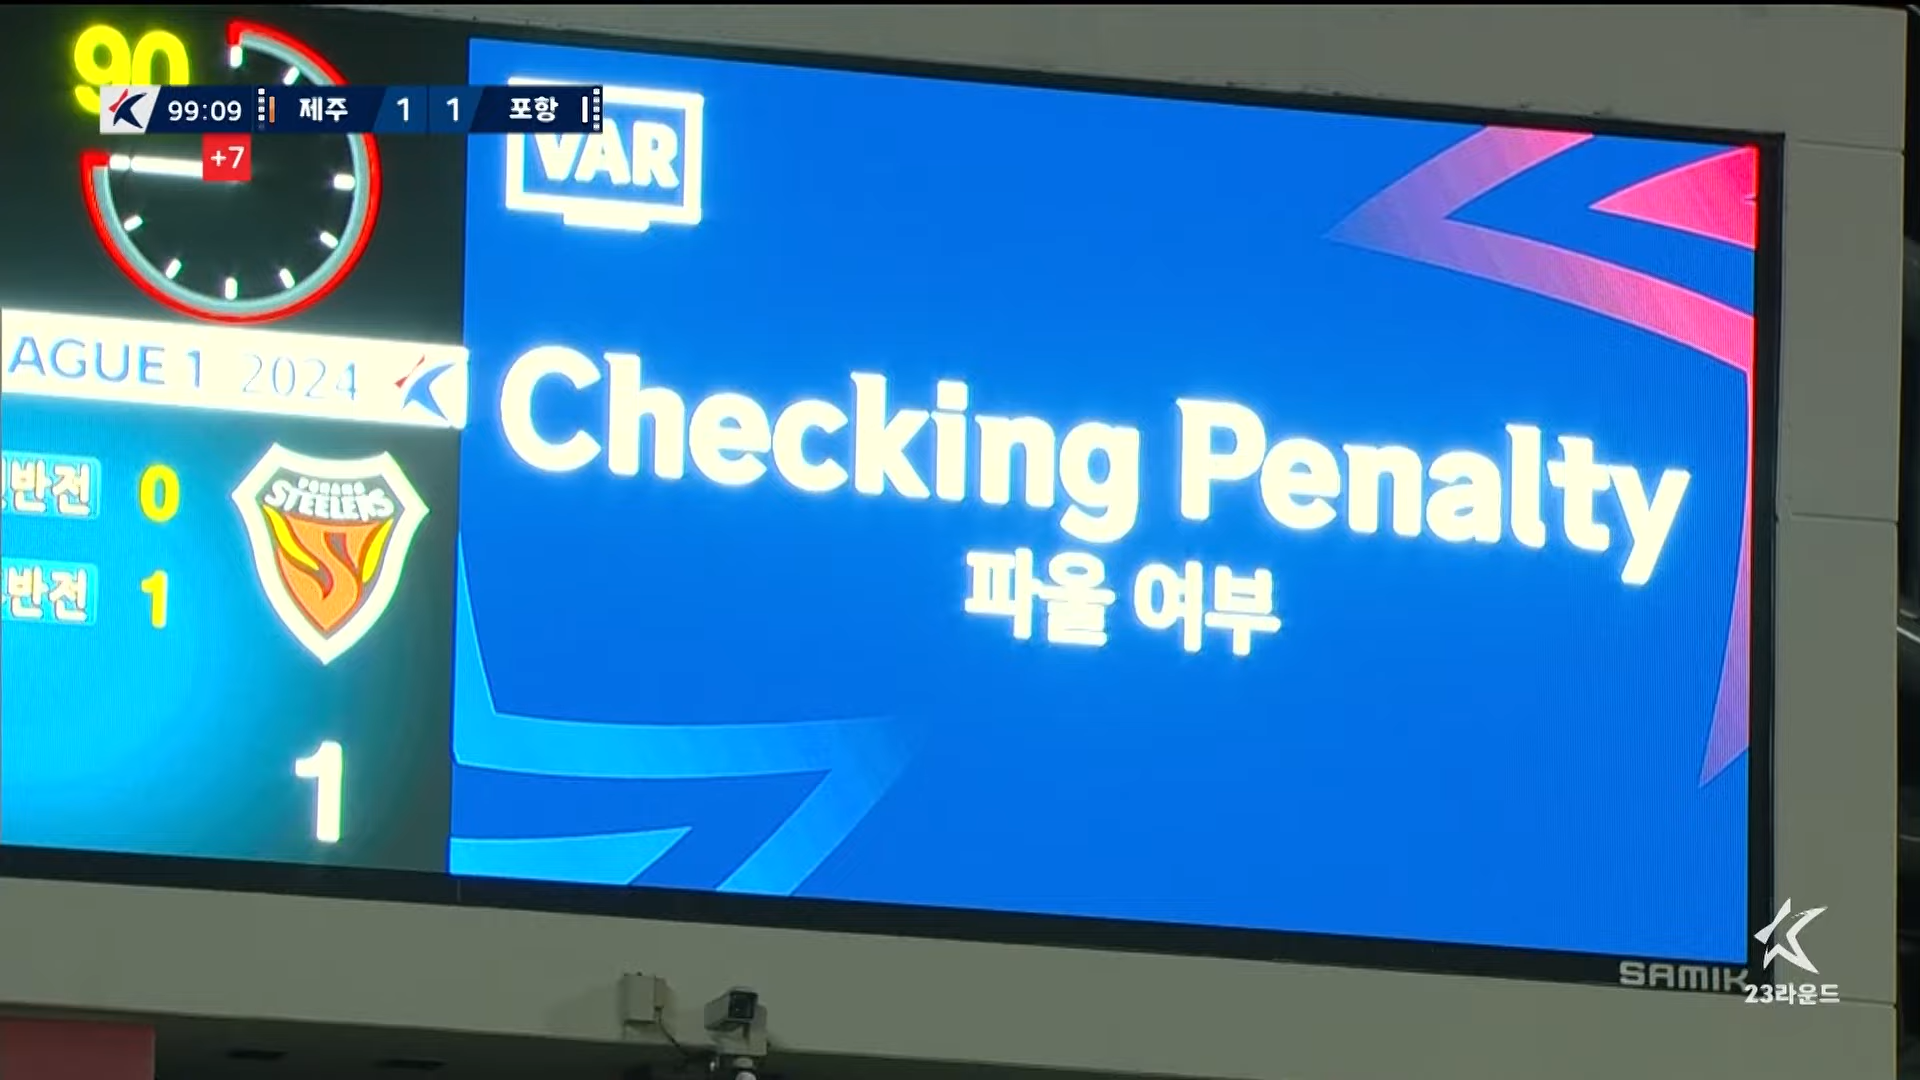 90
99:09 제주 1 1 포항
+7
VAR
AGUE 1 2024
Checking Penalty
파울 여부
반전 0
STEELERS
반전 1
1
SAMIK
23라운드